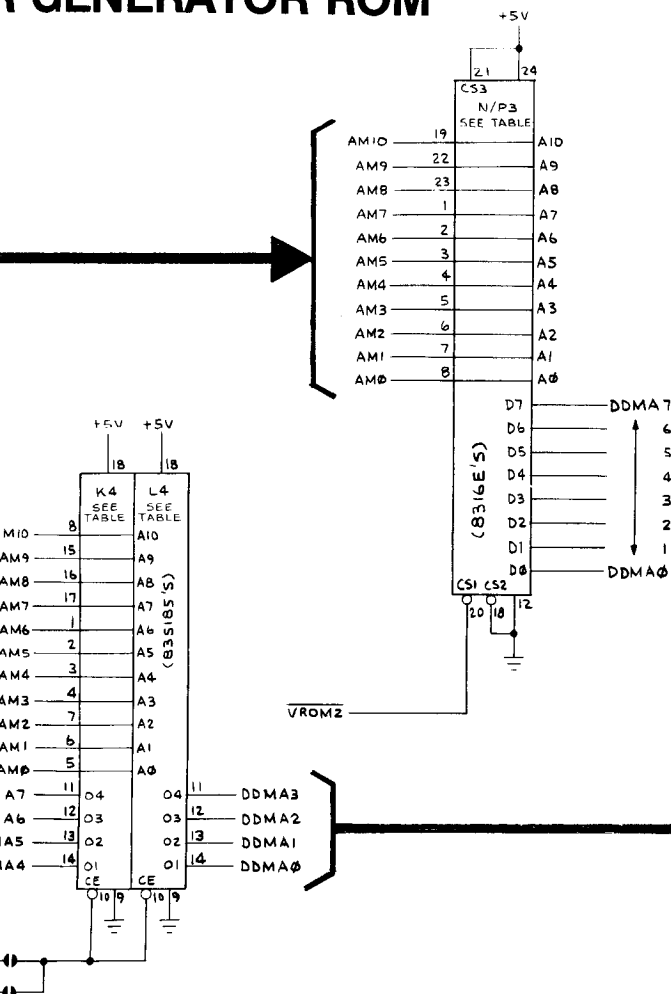 R GENERATOR ROM
+5V
21 24
CS3
N/P3
SEE TABLE
AM10 19 A10
AM9 22 A9
AM8 23 A8
AM7 1 A7
AM6 2 A6
AM5 3 A5
AM4 4 A4
AM3 5 A3
AM2 6 A2
AM1 7 A1
AMØ 8 AØ
D7 DDMA7
D6 6
D5 5
D4 4
D3 3
D2 2
D1 1
DØ DDMAØ
(8316E'S)
CS1 CS2
20 18 12
VROM2
+5V +5V
18 18
K4 L4
SEE TABLE SEE TABLE
M10 8 A10
AM9 15 A9
AM8 16 A8
AM7 17 A7
AM6 1 A6
AM5 2 A5
AM4 3 A4
AM3 4 A3
AM2 7 A2
AM1 6 A1
AMØ 5 AØ
(83S185'S)
A7 11 O4 O4 11 DDMA3
A6 12 O3 O3 12 DDMA2
A5 13 O2 O2 13 DDMA1
A4 14 O1 O1 14 DDMAØ
CE CE
10 9 10 9